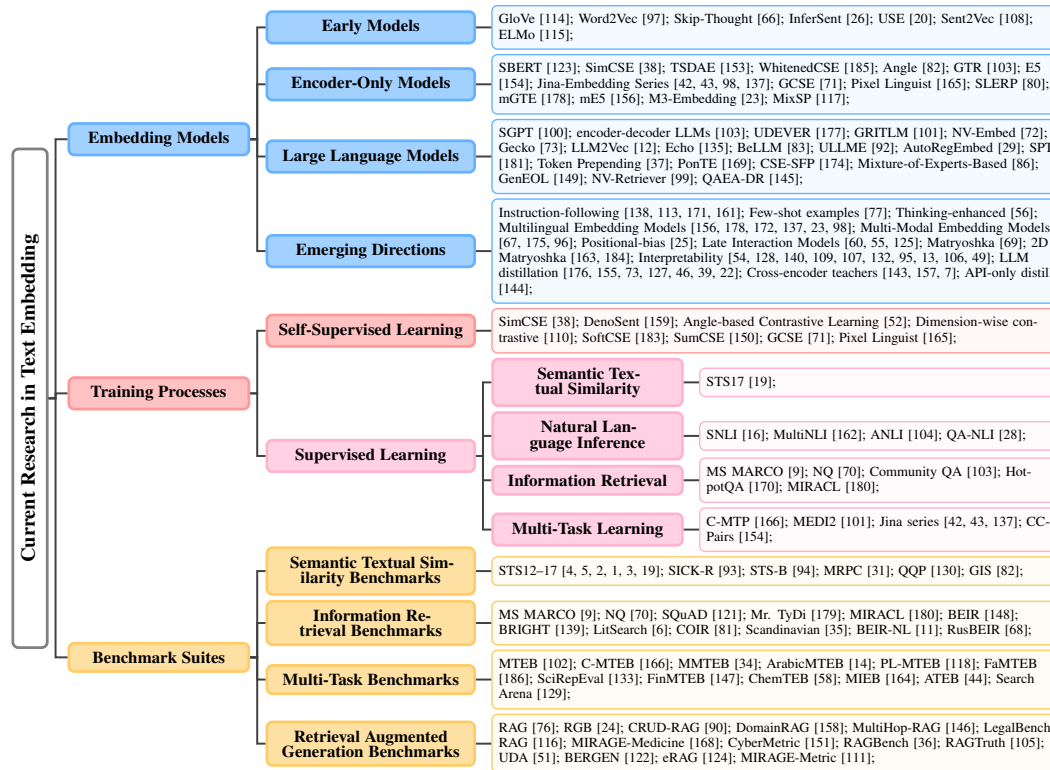 Current Research in Text Embedding
Embedding Models
Early Models
GloVe [114]; Word2Vec [97]; Skip-Thought [66]; InferSent [26]; USE [20]; Sent2Vec [108];
ELMo [115];
Encoder-Only Models
SBERT [123]; SimCSE [38]; TSDAE [153]; WhitenedCSE [185]; Angle [82]; GTR [103]; E5
[154]; Jina-Embedding Series [42, 43, 98, 137]; GCSE [71]; Pixel Linguist [165]; SLERP [80];
mGTE [178]; mE5 [156]; M3-Embedding [23]; MixSP [117];
Large Language Models
SGPT [100]; encoder-decoder LLMs [103]; UDEVER [177]; GRITLM [101]; NV-Embed [72];
Gecko [73]; LLM2Vec [12]; Echo [135]; BeLLM [83]; ULLME [92]; AutoRegEmbed [29]; SPT
[181]; Token Prepending [37]; PonTE [169]; CSE-SFP [174]; Mixture-of-Experts-Based [86];
GenEOL [149]; NV-Retriever [99]; QAEA-DR [145];
Emerging Directions
Instruction-following [138, 113, 171, 161]; Few-shot examples [77]; Thinking-enhanced [56];
Multilingual Embedding Models [156, 178, 172, 137, 23, 98]; Multi-Modal Embedding Models
[67, 175, 96]; Positional-bias [25]; Late Interaction Models [60, 55, 125]; Matryoshka [69]; 2D
Matryoshka [163, 184]; Interpretability [54, 128, 140, 109, 107, 132, 95, 13, 106, 49]; LLM
distillation [176, 155, 73, 127, 46, 39, 22]; Cross-encoder teachers [143, 157, 7]; API-only distill
[144];
Training Processes
Self-Supervised Learning
SimCSE [38]; DenoSent [159]; Angle-based Contrastive Learning [52]; Dimension-wise con-
trastive [110]; SoftCSE [183]; SumCSE [150]; GCSE [71]; Pixel Linguist [165];
Supervised Learning
Semantic Tex-
tual Similarity
STS17 [19];
Natural Lan-
guage Inference
SNLI [16]; MultiNLI [162]; ANLI [104]; QA-NLI [28];
Information Retrieval
MS MARCO [9]; NQ [70]; Community QA [103]; Hot-
potQA [170]; MIRACL [180];
Multi-Task Learning
C-MTP [166]; MEDI2 [101]; Jina series [42, 43, 137]; CC-
Pairs [154];
Benchmark Suites
Semantic Textual Sim-
ilarity Benchmarks
STS12–17 [4, 5, 2, 1, 3, 19]; SICK-R [93]; STS-B [94]; MRPC [31]; QQP [130]; GIS [82];
Information Re-
trieval Benchmarks
MS MARCO [9]; NQ [70]; SQuAD [121]; Mr. TyDi [179]; MIRACL [180]; BEIR [148];
BRIGHT [139]; LitSearch [6]; COIR [81]; Scandinavian [35]; BEIR-NL [11]; RusBEIR [68];
Multi-Task Benchmarks
MTEB [102]; C-MTEB [166]; MMTEB [34]; ArabicMTEB [14]; PL-MTEB [118]; FaMTEB
[186]; SciRepEval [133]; FinMTEB [147]; ChemTEB [58]; MIEB [164]; ATEB [44]; Search
Arena [129];
Retrieval Augmented
Generation Benchmarks
RAG [76]; RGB [24]; CRUD-RAG [90]; DomainRAG [158]; MultiHop-RAG [146]; LegalBench-
RAG [116]; MIRAGE-Medicine [168]; CyberMetric [151]; RAGBench [36]; RAGTruth [105];
UDA [51]; BERGEN [122]; eRAG [124]; MIRAGE-Metric [111];